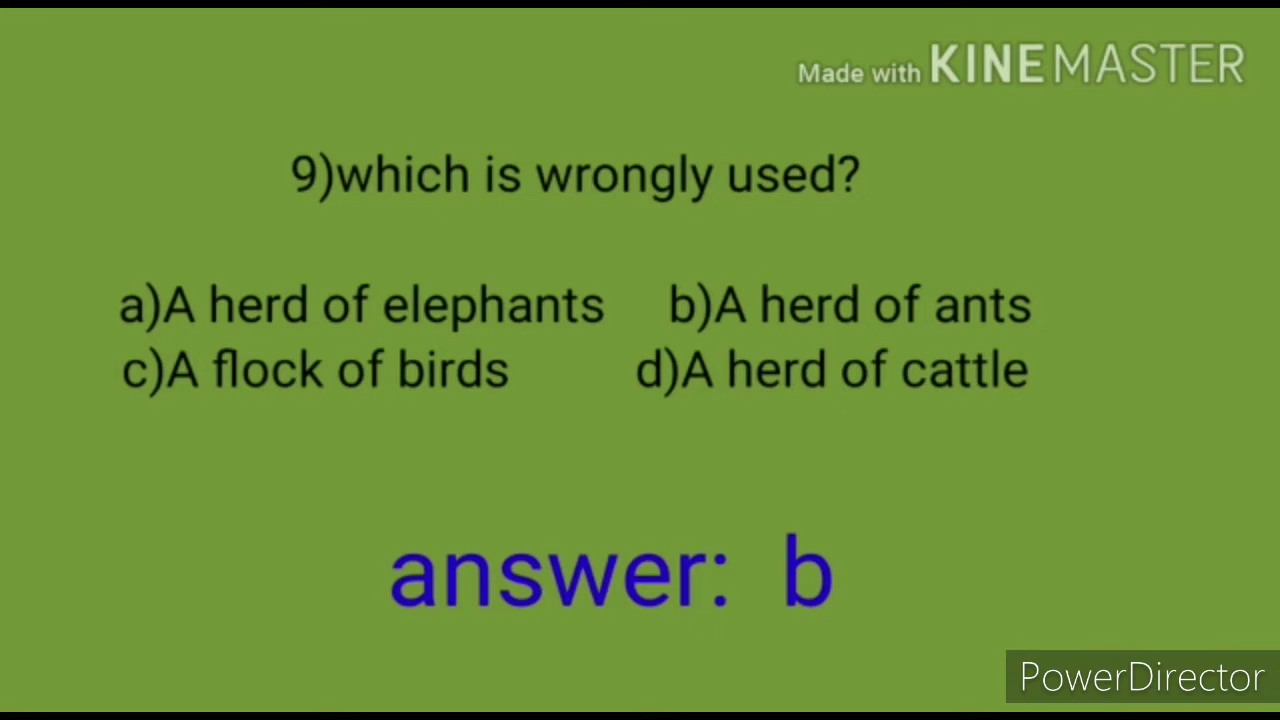 Made with KINEMASTER
9)which is wrongly used?
a)A herd of elephants b)A herd of ants
c)A flock of birds d)A herd of cattle
answer: b
PowerDirector